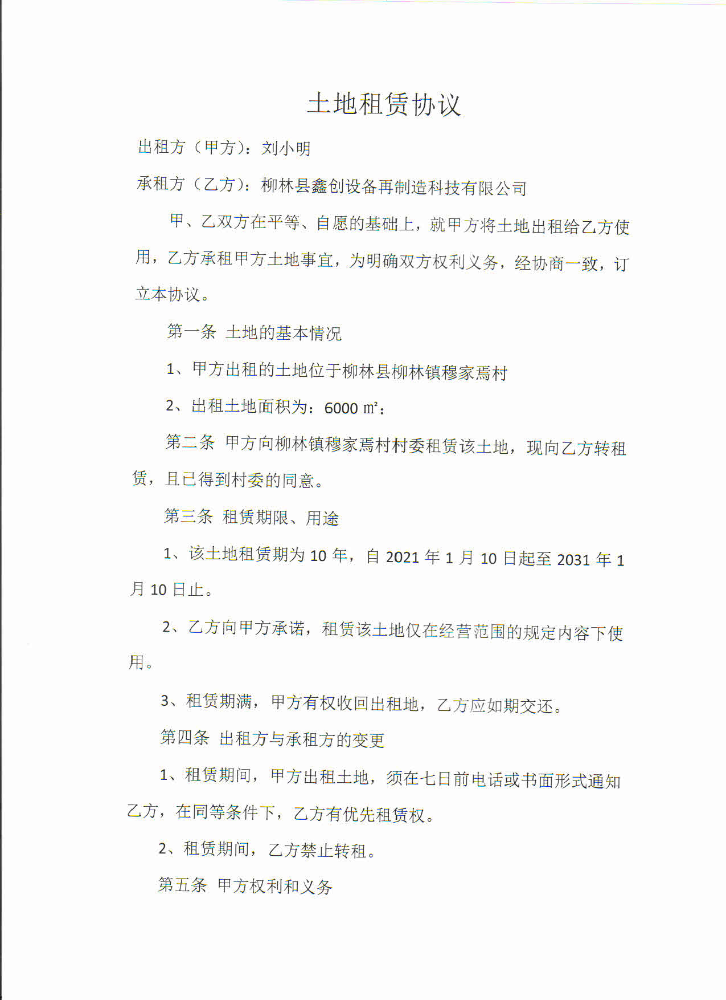 土地租赁协议
出租方（甲方）：刘小明
承租方（乙方）：柳林县鑫创设备再制造科技有限公司
甲、乙双方在平等、自愿的基础上，就甲方将土地出租给乙方使
用，乙方承租甲方土地事宜，为明确双方权利义务，经协商一致，订
立本协议。
第一条 土地的基本情况
1、甲方出租的土地位于柳林县柳林镇穆家焉村
2、出租土地面积为：6000 ㎡：
第二条 甲方向柳林镇穆家焉村村委租赁该土地，现向乙方转租
赁，且已得到村委的同意。
第三条 租赁期限、用途
1、该土地租赁期为 10 年，自 2021 年 1 月 10 日起至 2031 年 1
月 10 日止。
2、乙方向甲方承诺，租赁该土地仅在经营范围的规定内容下使
用。
3、租赁期满，甲方有权收回出租地，乙方应如期交还。
第四条 出租方与承租方的变更
1、租赁期间，甲方出租土地，须在七日前电话或书面形式通知
乙方，在同等条件下，乙方有优先租赁权。
2、租赁期间，乙方禁止转租。
第五条 甲方权利和义务